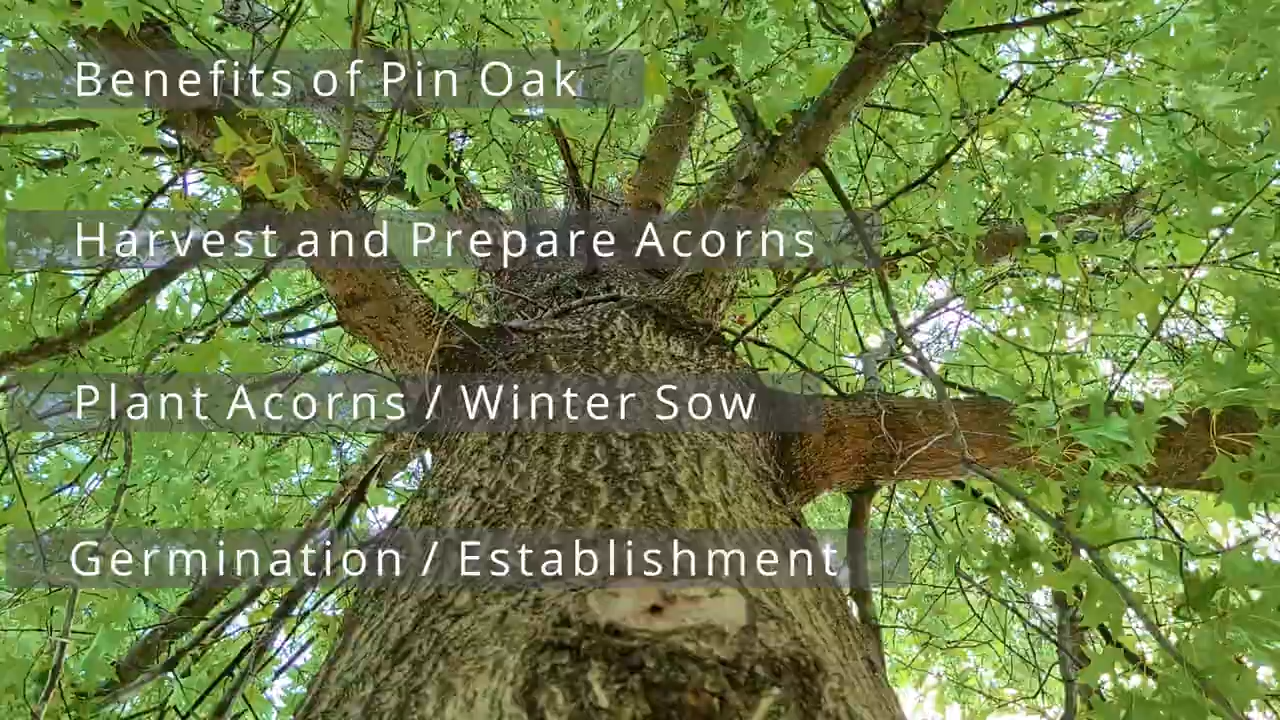 Benefits of Pin Oak
Harvest and Prepare Acorns
Plant Acorns / Winter Sow
Germination / Establishment